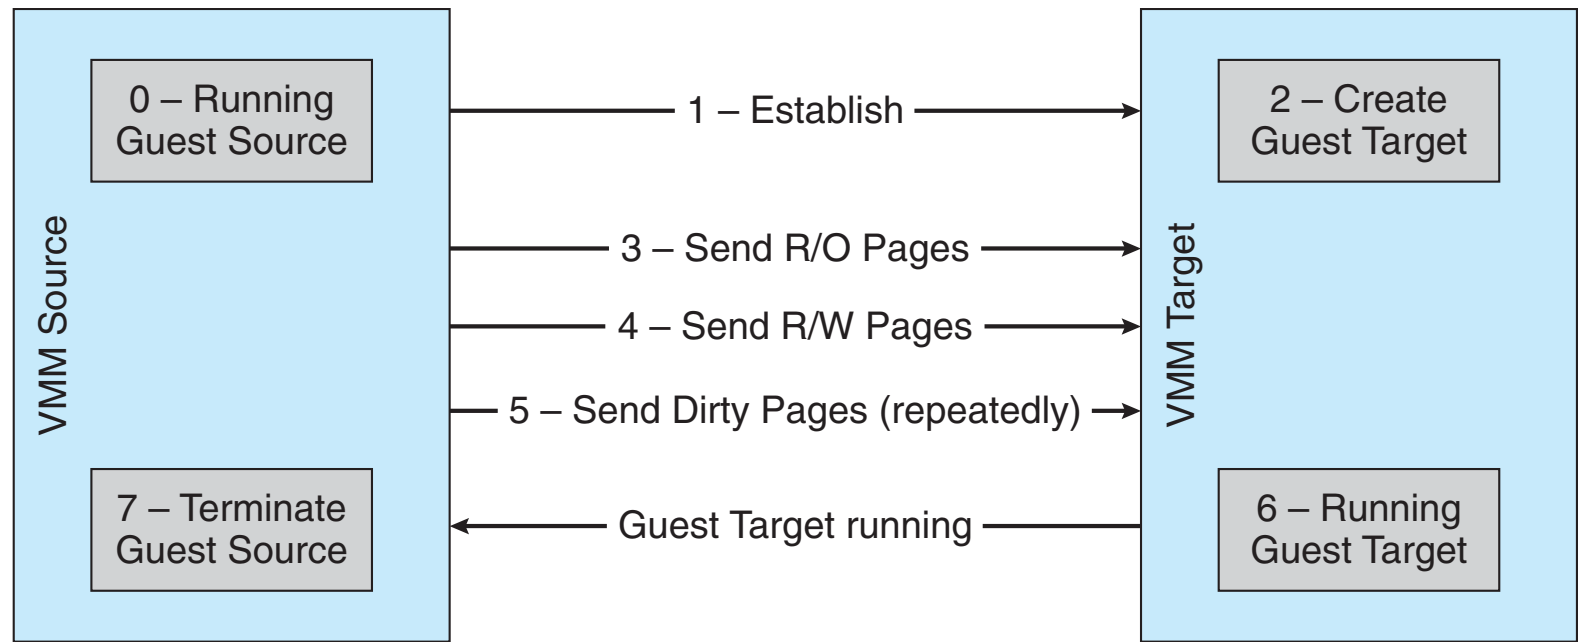 0 – Running
Guest Source
1 – Establish
2 – Create
Guest Target
VMM Source
3 – Send R/O Pages
4 – Send R/W Pages
5 – Send Dirty Pages (repeatedly)
VMM Target
7 – Terminate
Guest Source
Guest Target running
6 – Running
Guest Target